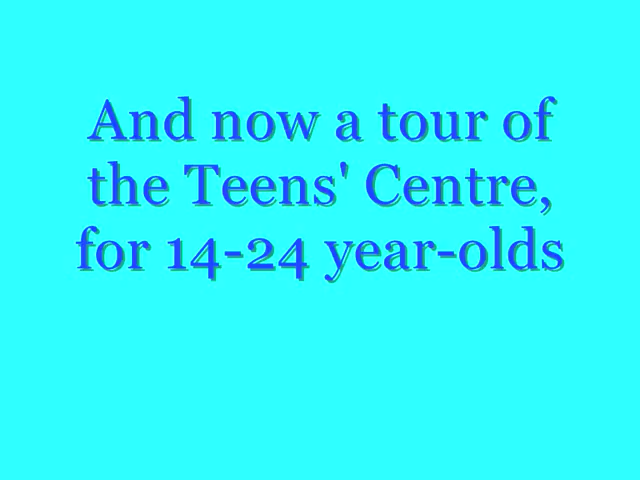 And now a tour of
the Teens' Centre,
for 14-24 year-olds